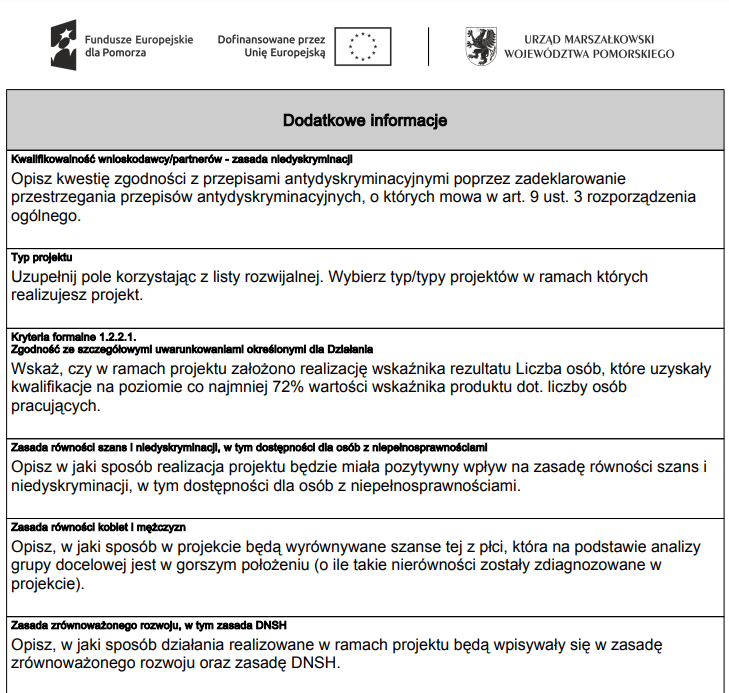 Fundusze Europejskie
dla Pomorza
Dofinansowane przez
Unię Europejską
URZĄD MARSZAŁKOWSKI
WOJEWÓDZTWA POMORSKIEGO
Dodatkowe informacje
Kwalifikowalność wnioskodawcy/partnerów - zasada niedyskryminacji
Opisz kwestię zgodności z przepisami antydyskryminacyjnymi poprzez zadeklarowanie
przestrzegania przepisów antydyskryminacyjnych, o których mowa w art. 9 ust. 3 rozporządzenia
ogólnego.
Typ projektu
Uzupełnij pole korzystając z listy rozwijalnej. Wybierz typ/typy projektów w ramach których
realizujesz projekt.
Kryteria formalne 1.2.2.1.
Zgodność ze szczegółowymi uwarunkowaniami określonymi dla Działania
Wskaż, czy w ramach projektu założono realizację wskaźnika rezultatu Liczba osób, które uzyskały
kwalifikacje na poziomie co najmniej 72% wartości wskaźnika produktu dot. liczby osób
pracujących.
Zasada równości szans i niedyskryminacji, w tym dostępności dla osób z niepełnosprawnościami
Opisz w jaki sposób realizacja projektu będzie miała pozytywny wpływ na zasadę równości szans i
niedyskryminacji, w tym dostępności dla osób z niepełnosprawnościami.
Zasada równości kobiet i mężczyzn
Opisz, w jaki sposób w projekcie będą wyrównywane szanse tej z płci, która na podstawie analizy
grupy docelowej jest w gorszym położeniu (o ile takie nierówności zostały zdiagnozowane w
projekcie).
Zasada zrównoważonego rozwoju, w tym zasada DNSH
Opisz, w jaki sposób działania realizowane w ramach projektu będą wpisywały się w zasadę
zrównoważonego rozwoju oraz zasadę DNSH.